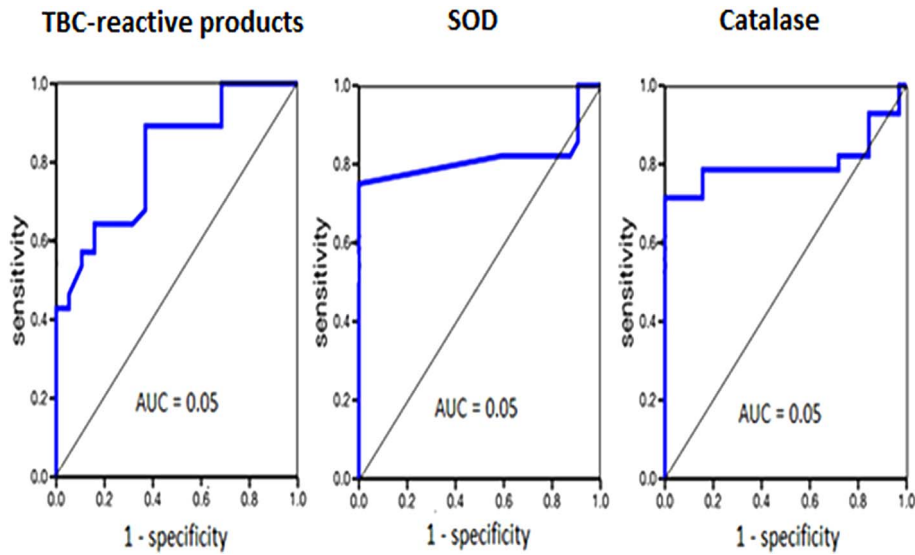 TBC-reactive products
SOD
Catalase
sensitivity
1.0
0.8
0.6
0.4
0.2
0.0
AUC = 0.05
0.0 0.2 0.4 0.6 0.8 1.0
1 - specificity
sensitivity
1.0
0.8
0.6
0.4
0.2
0.0
AUC = 0.05
0.0 0.2 0.4 0.6 0.8 1.0
1 - specificity
sensitivity
1.0
0.8
0.6
0.4
0.2
0.0
AUC = 0.05
0.0 0.2 0.4 0.6 0.8 1.0
1 - specificity